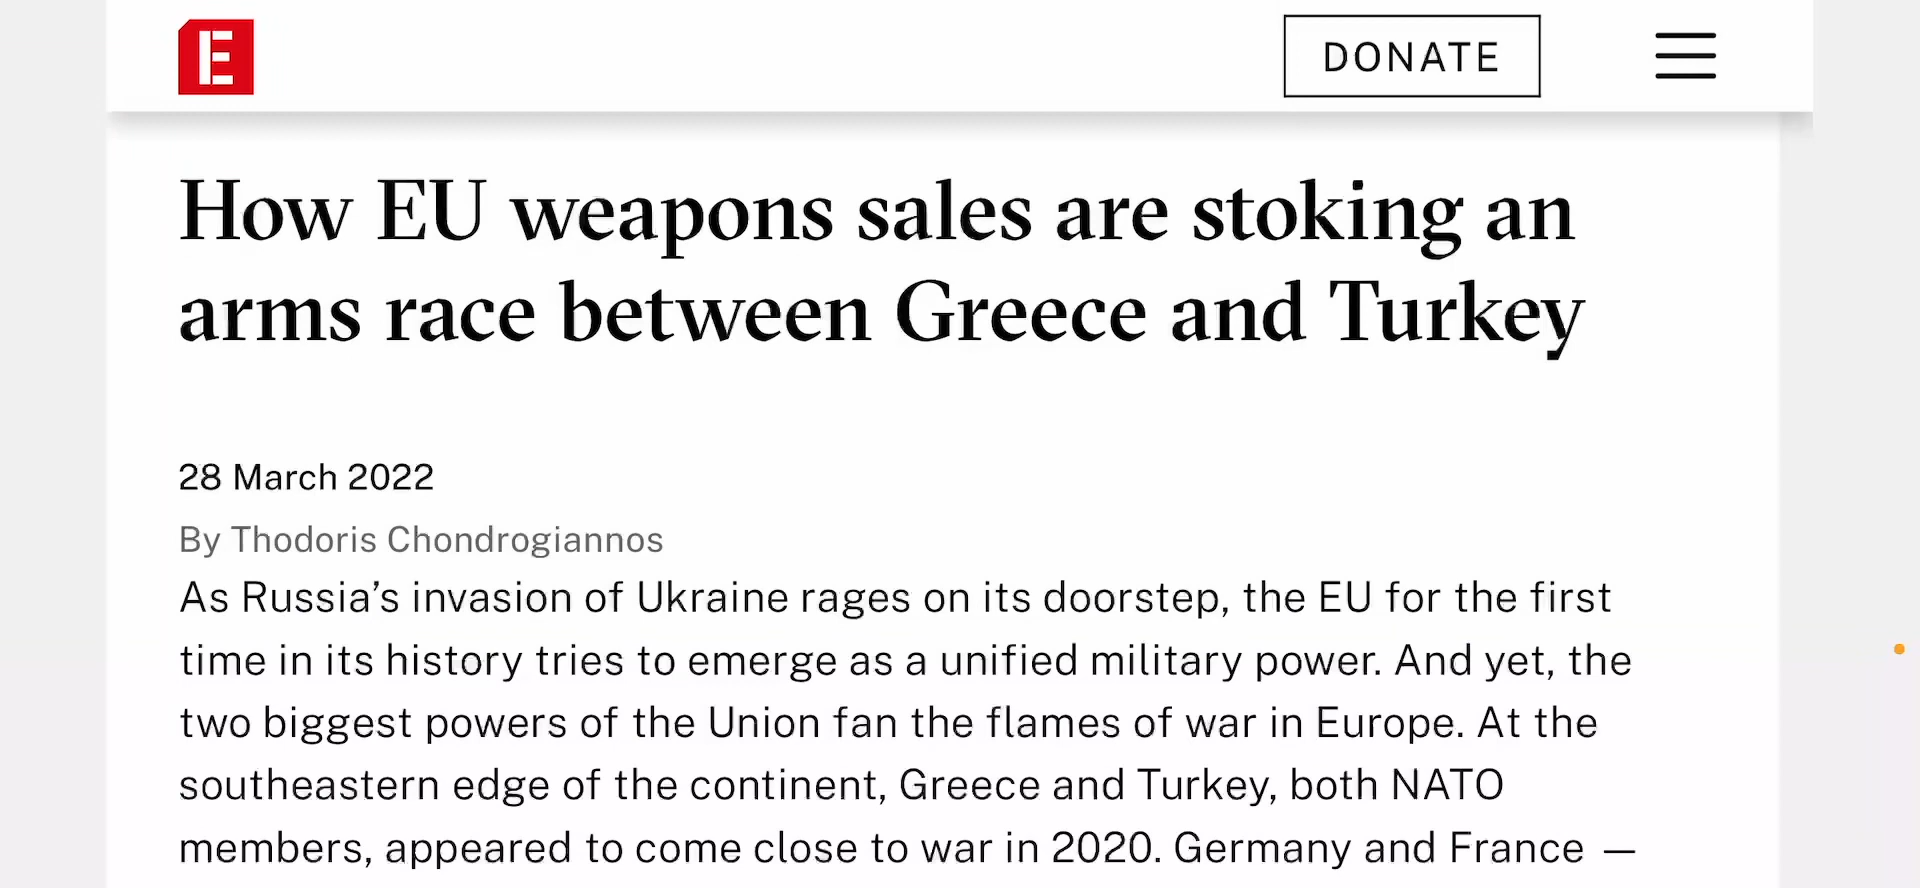 E
DONATE
How EU weapons sales are stoking an
arms race between Greece and Turkey
28 March 2022
By Thodoris Chondrogiannos
As Russia’s invasion of Ukraine rages on its doorstep, the EU for the first
time in its history tries to emerge as a unified military power. And yet, the
two biggest powers of the Union fan the flames of war in Europe. At the
southeastern edge of the continent, Greece and Turkey, both NATO
members, appeared to come close to war in 2020. Germany and France —